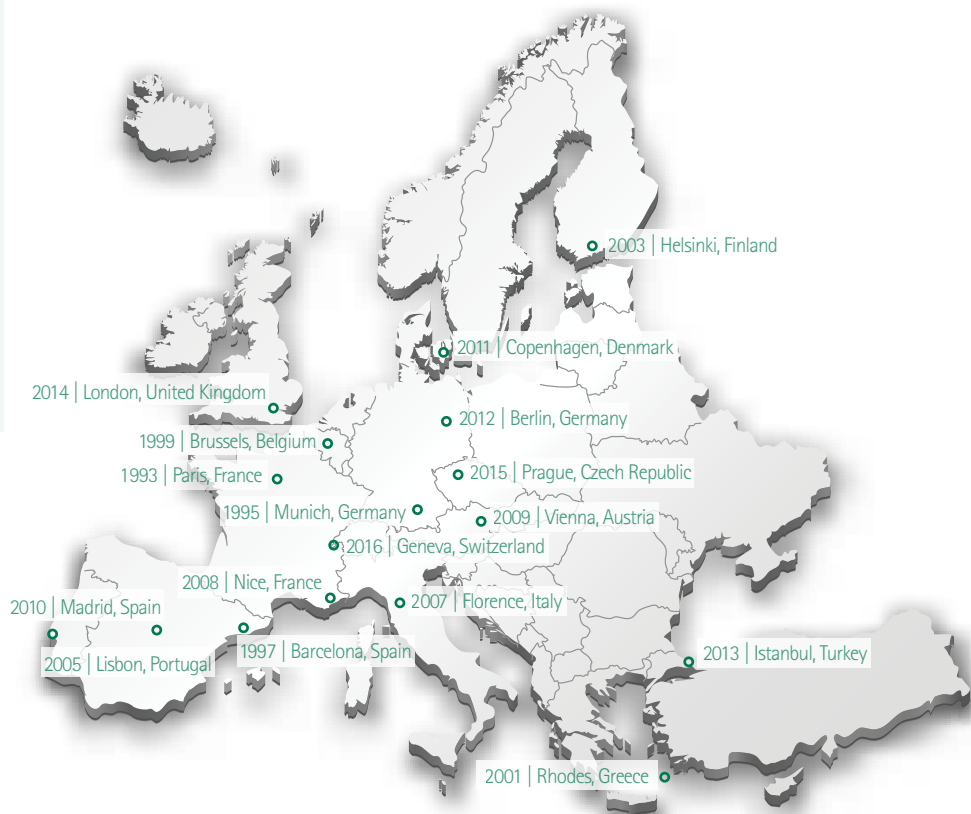 2003 | Helsinki, Finland
2011 | Copenhagen, Denmark
2014 | London, United Kingdom
2012 | Berlin, Germany
1999 | Brussels, Belgium
2015 | Prague, Czech Republic
1993 | Paris, France
1995 | Munich, Germany
2009 | Vienna, Austria
2016 | Geneva, Switzerland
2008 | Nice, France
2007 | Florence, Italy
2010 | Madrid, Spain
1997 | Barcelona, Spain
2013 | Istanbul, Turkey
2005 | Lisbon, Portugal
2001 | Rhodes, Greece